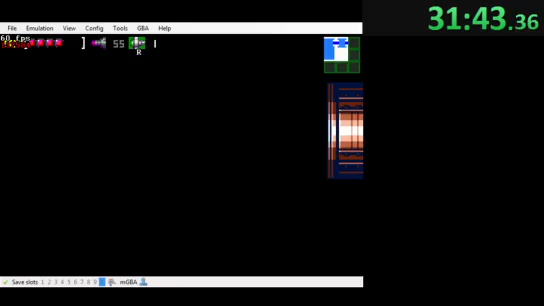 31:43.36
File Emulation View Config Tools GBA Help
60 fps
55
R
Save slots 1 2 3 4 5 6 7 8 9 mGBA